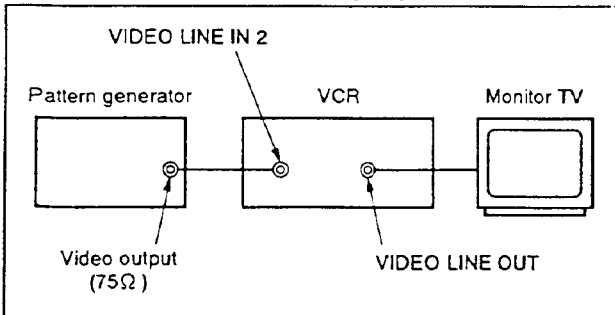 VIDEO LINE IN 2
Pattern generator
VCR
Monitor TV
Video output
(75Ω)
VIDEO LINE OUT